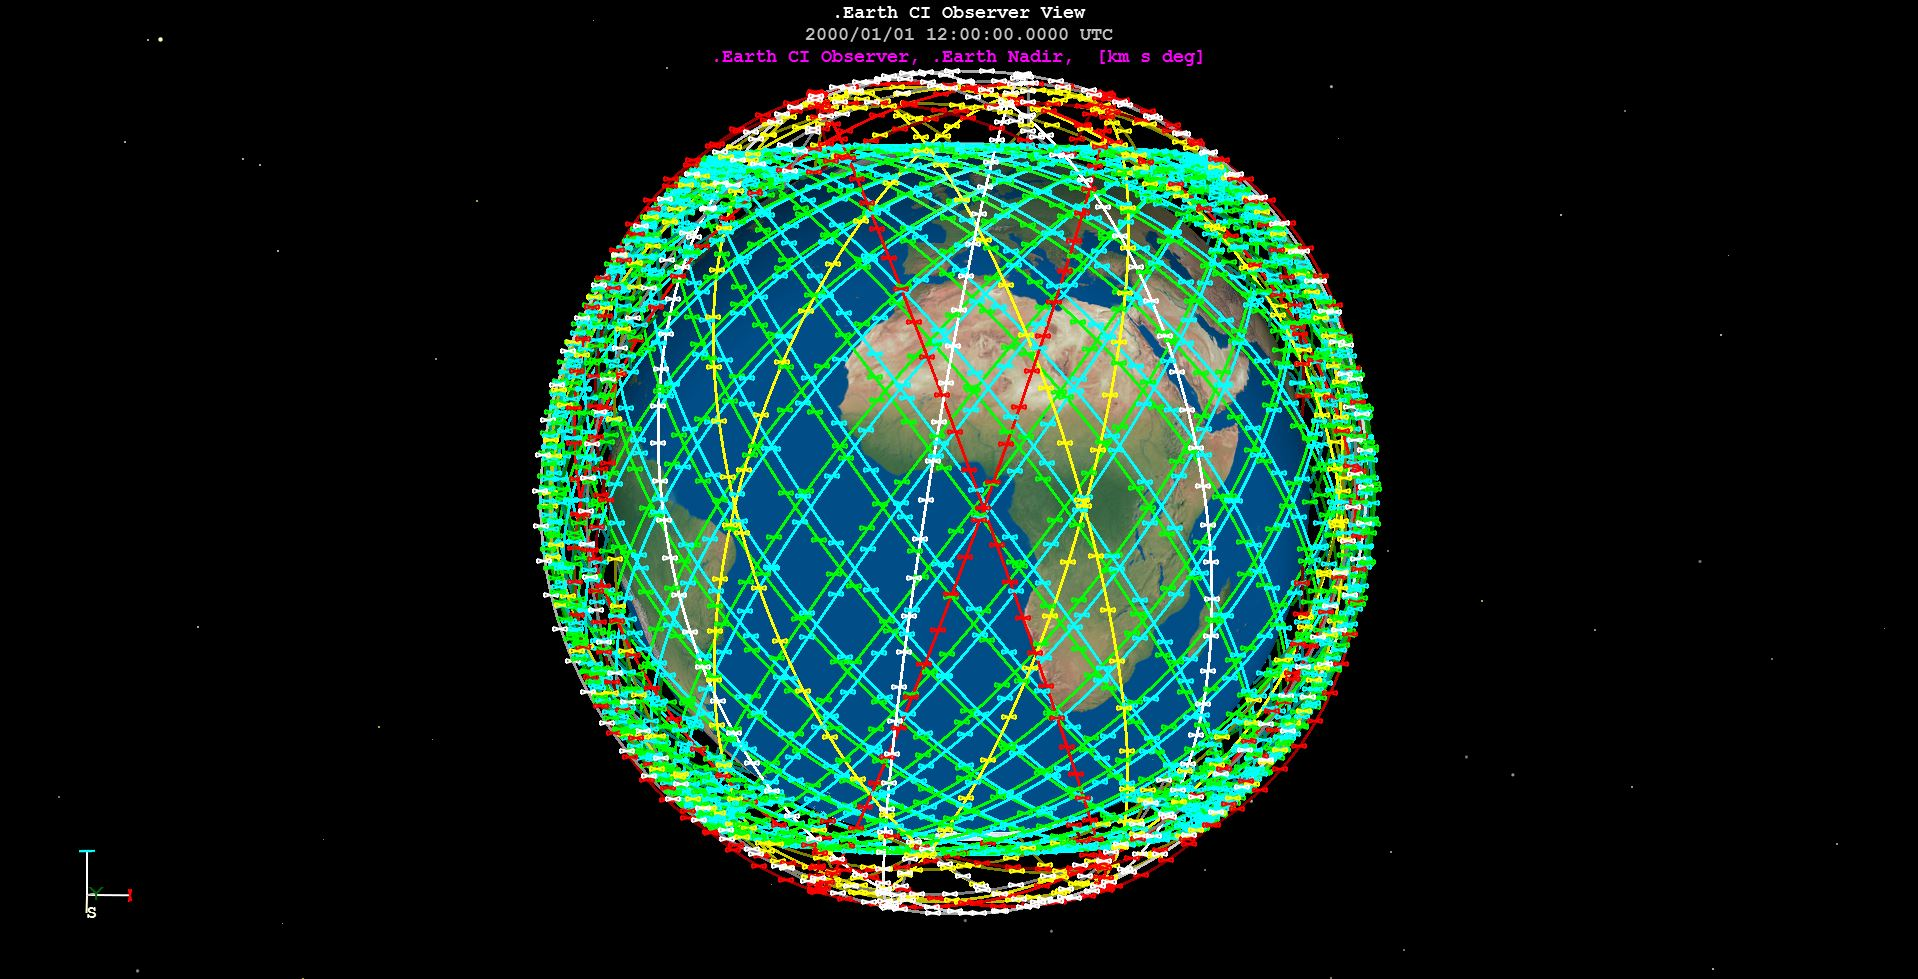 .Earth CI Observer View
2000/01/01 12:00:00.0000 UTC
.Earth CI Observer, .Earth Nadir,  [km s deg]
S